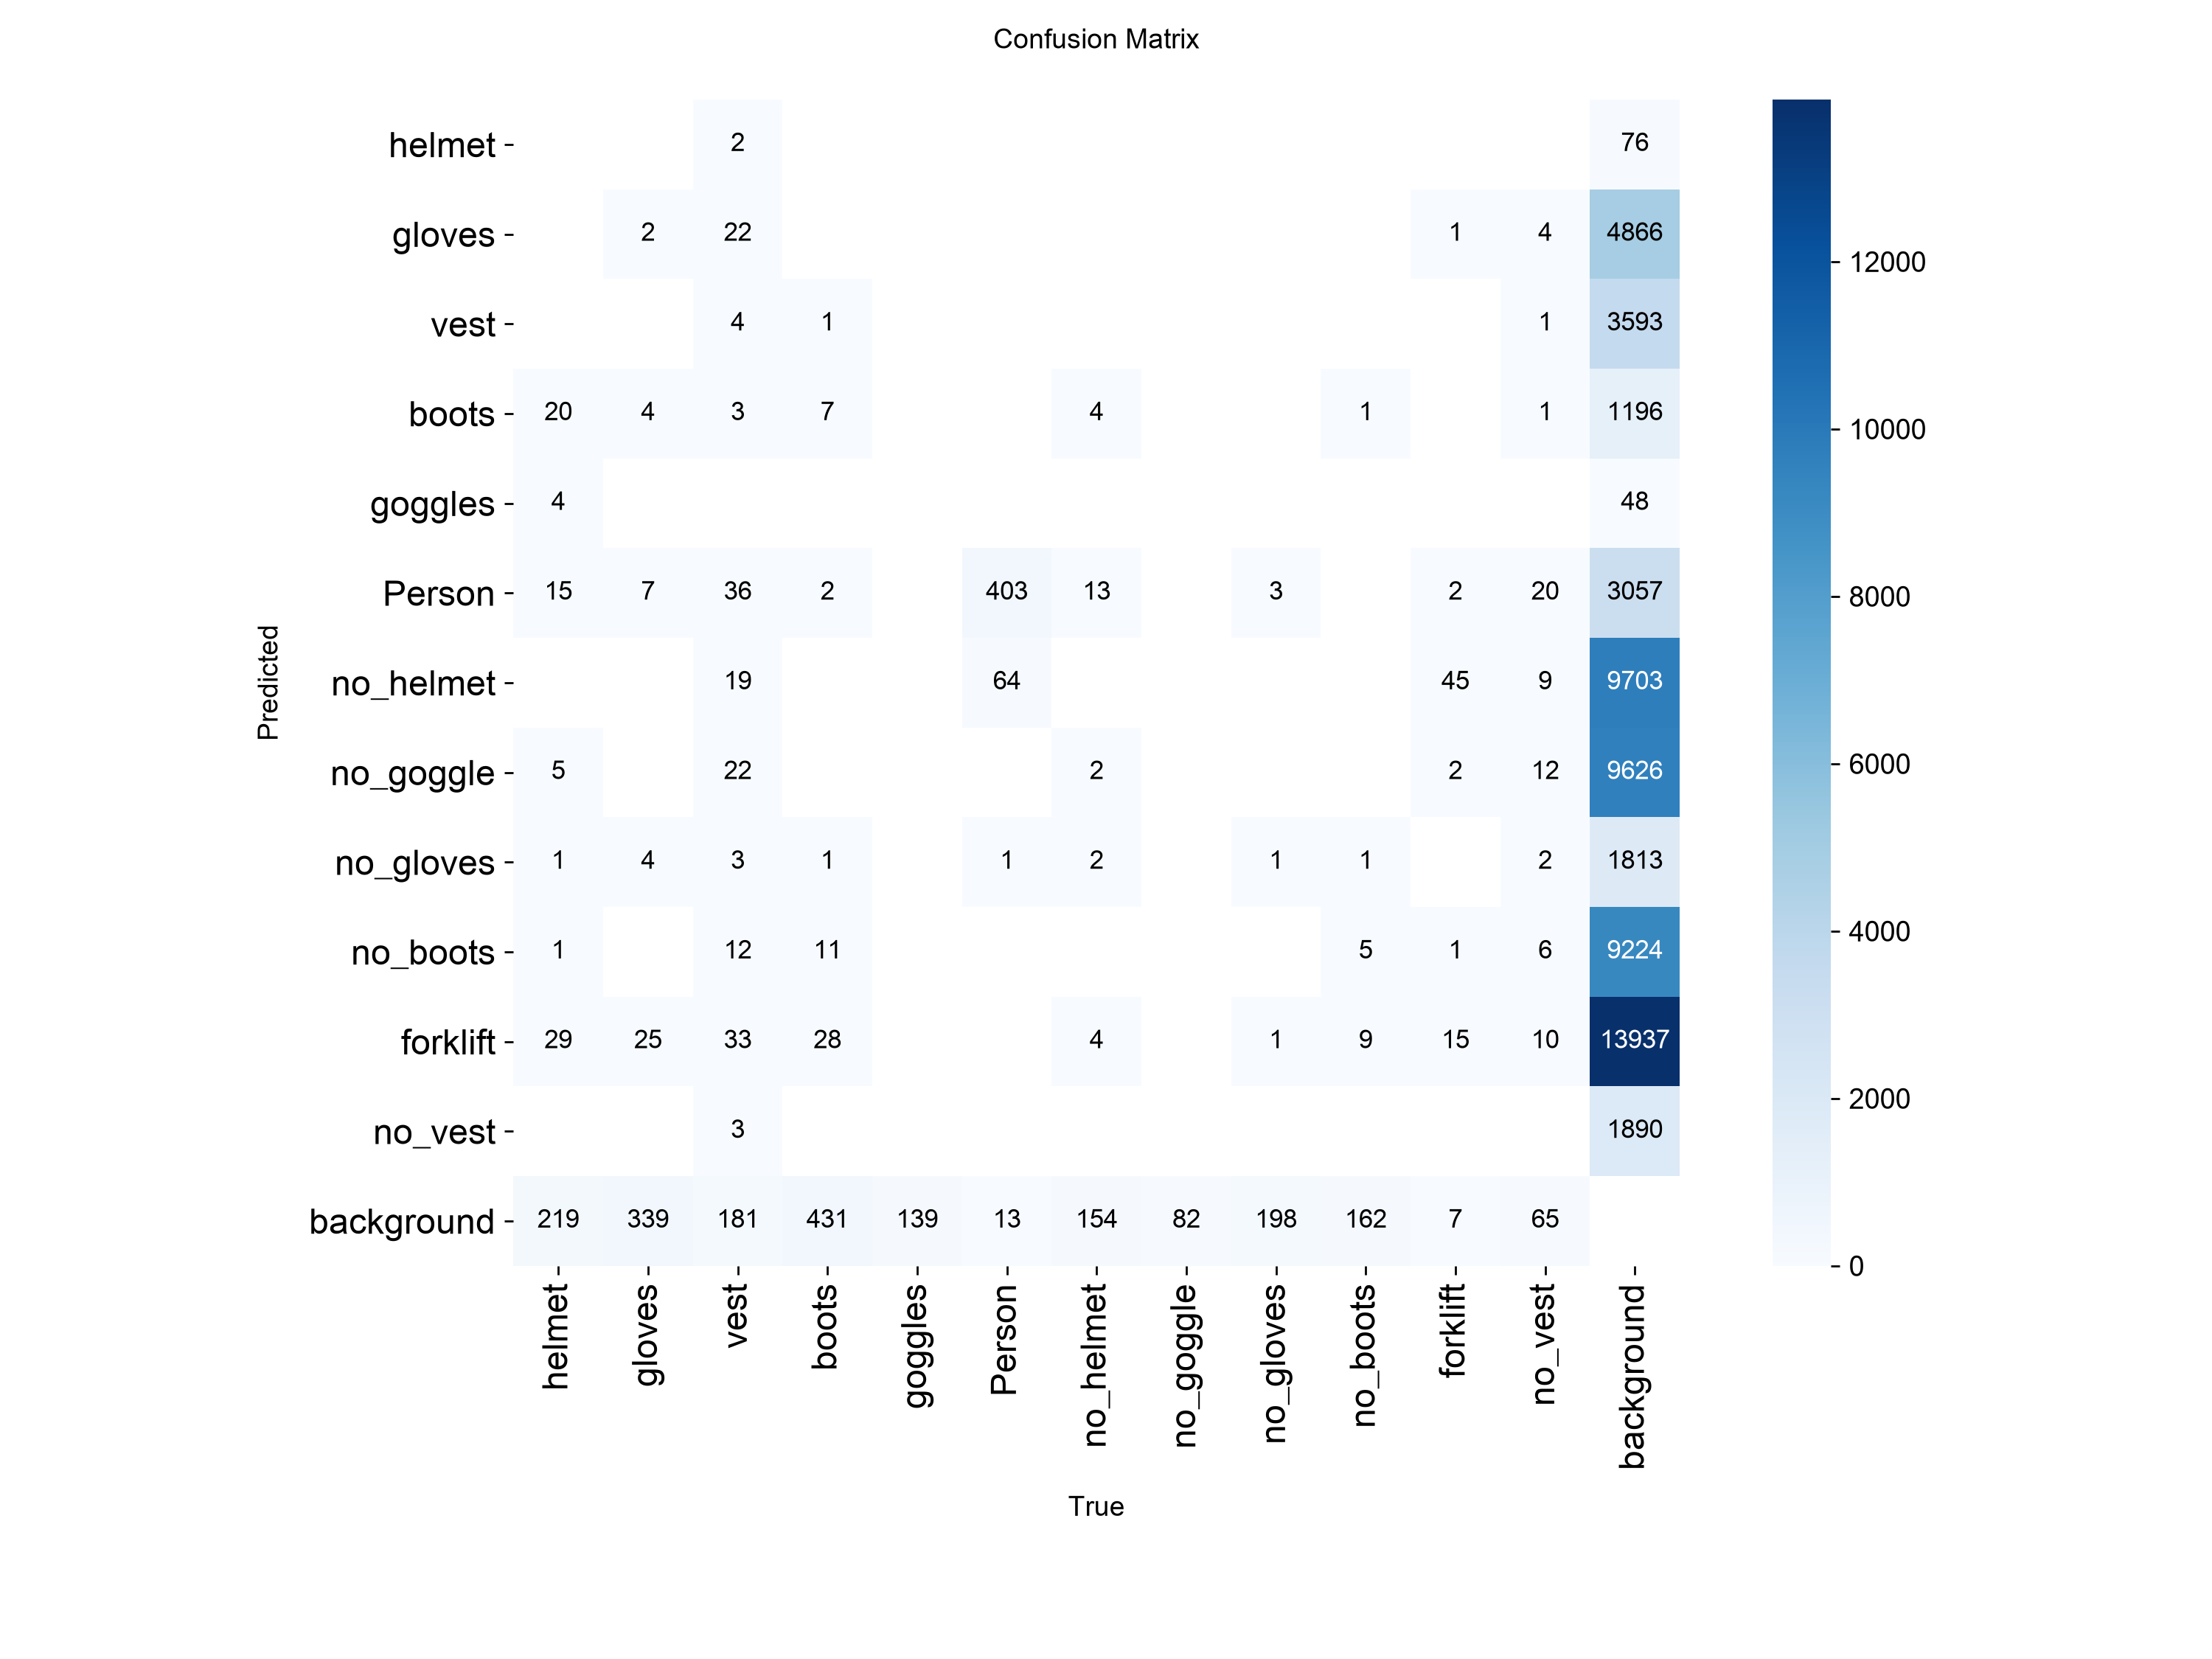 Confusion Matrix
helmet 2 76
gloves 2 22 1 4 4866
vest 4 1 1 3593
boots 20 4 3 7 4 1 1 1196
goggles 4 48
Person 15 7 36 2 403 13 3 2 20 3057
no_helmet 19 64 45 9 9703
no_goggle 5 22 2 2 12 9626
no_gloves 1 4 3 1 1 2 1 1 2 1813
no_boots 1 12 11 5 1 6 9224
forklift 29 25 33 28 4 1 9 15 10 13937
no_vest 3 1890
background 219 339 181 431 139 13 154 82 198 162 7 65
helmet gloves vest boots goggles Person no_helmet no_goggle no_gloves no_boots forklift no_vest background
True
Predicted
12000
10000
8000
6000
4000
2000
0